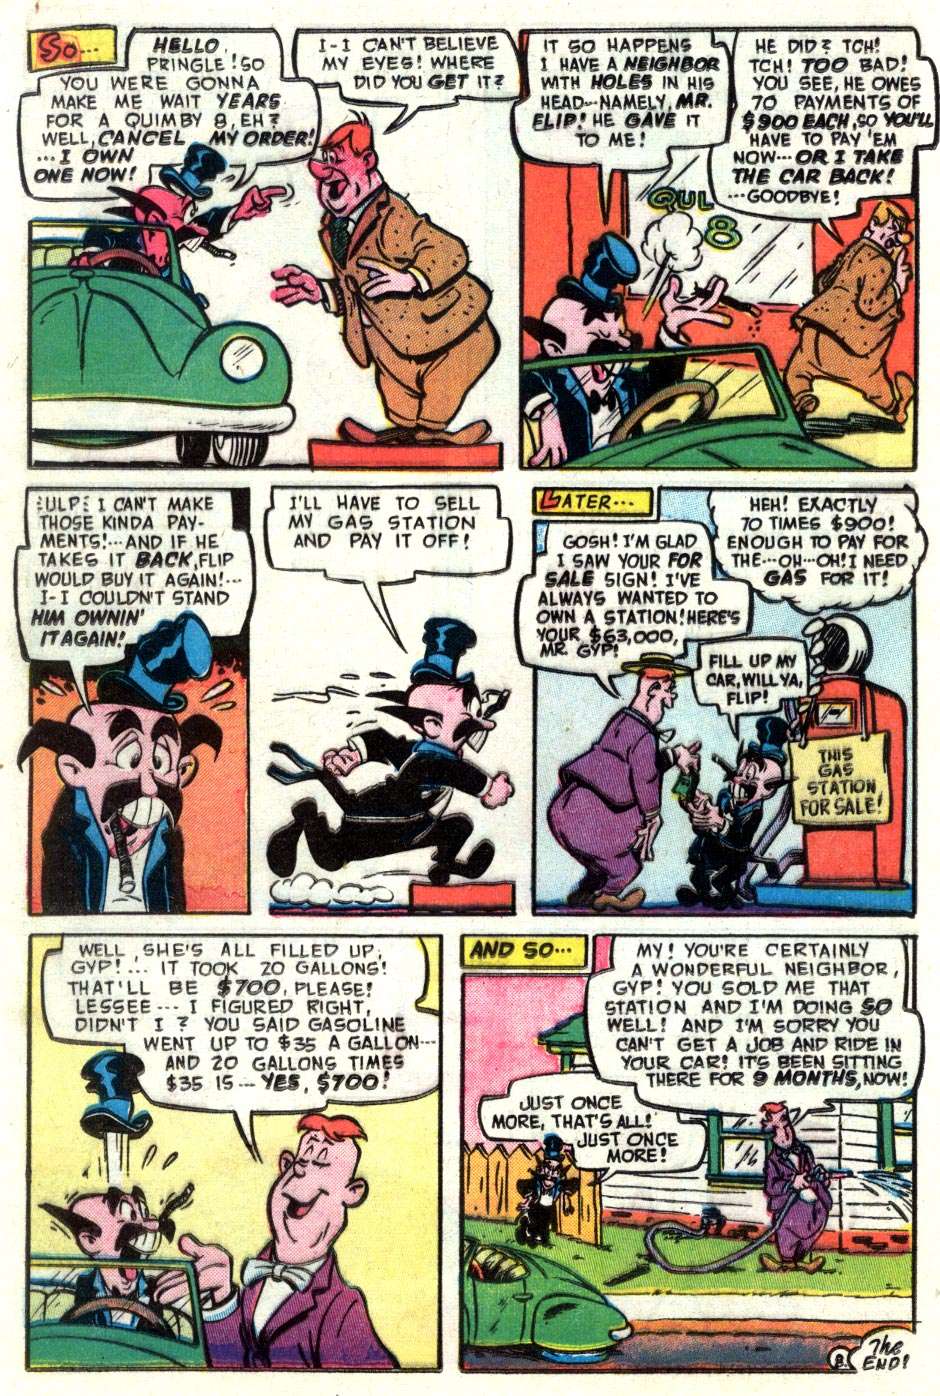 SO...
HELLO,
PRINGLE! SO
YOU WERE GONNA
MAKE ME WAIT YEARS
FOR A QUIMBY 8, EH?
WELL, CANCEL MY ORDER!
...I OWN
ONE NOW!
I-I CAN'T BELIEVE
MY EYES! WHERE
DID YOU GET IT?
IT SO HAPPENS
I HAVE A NEIGHBOR
WITH HOLES IN HIS
HEAD--NAMELY, MR.
FLIP! HE GAVE IT
TO ME!
HE DID? TCH!
TCH! TOO BAD!
YOU SEE, HE OWES
70 PAYMENTS OF
$900 EACH, SO YOU'LL
HAVE TO PAY 'EM
NOW--- OR I TAKE
THE CAR BACK!
...GOODBYE!
QUI
8
:ULP: I CAN'T MAKE
THOSE KINDA PAY-
MENTS!...AND IF HE
TAKES IT BACK, FLIP
WOULD BUY IT AGAIN!...
I-I COULDN'T STAND
HIM OWNIN'
IT AGAIN!
I'LL HAVE TO SELL
MY GAS STATION
AND PAY IT OFF!
LATER...
GOSH! I'M GLAD
I SAW YOUR FOR
SALE SIGN! I'VE
ALWAYS WANTED TO
OWN A STATION! HERE'S
YOUR $63,000,
MR. GYP!
HEH! EXACTLY
70 TIMES $900!
ENOUGH TO PAY FOR
THE...OH...OH! I NEED
GAS FOR IT!
FILL UP MY
CAR, WILL YA,
FLIP!
THIS
GAS
STATION
FOR SALE!
WELL, SHE'S ALL FILLED UP,
GYP!... IT TOOK 20 GALLONS!
THAT'LL BE $700, PLEASE!
LESSEE--- I FIGURED RIGHT,
DIDN'T I? YOU SAID GASOLINE
WENT UP TO $35 A GALLON---
AND 20 GALLONS TIMES
$35 IS-- YES, $700!
AND SO...
MY! YOU'RE CERTAINLY
A WONDERFUL NEIGHBOR,
GYP! YOU SOLD ME THAT
STATION AND I'M DOING SO
WELL! AND I'M SORRY YOU
CAN'T GET A JOB AND RIDE IN
YOUR CAR! IT'S BEEN SITTING
THERE FOR 9 MONTHS, NOW!
JUST ONCE
MORE, THAT'S ALL!
JUST ONCE
MORE!
8
The
END!